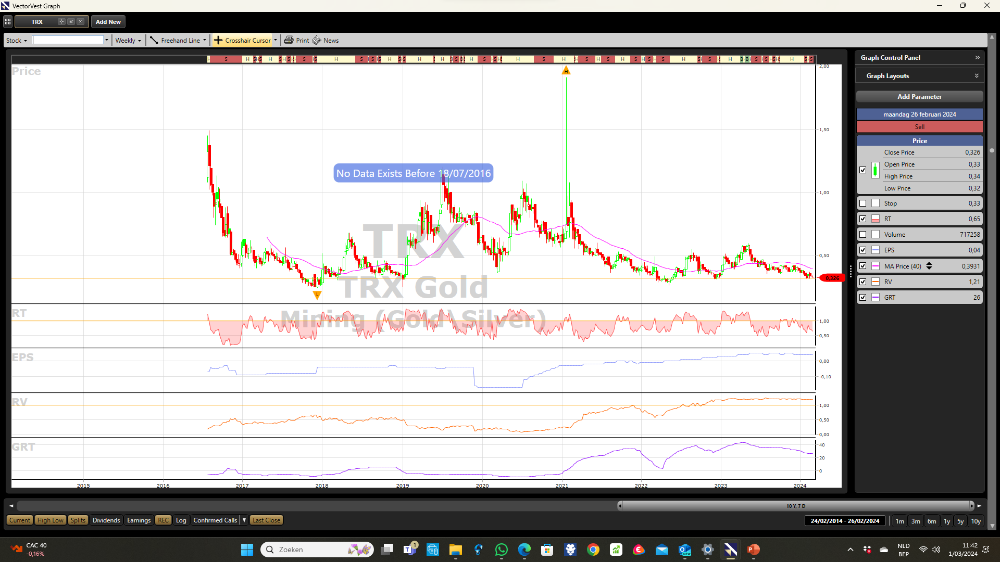 VectorVest Graph
TRX
Add New
Stock
Weekly
Freehand Line
Crosshair Cursor
Print
News
Price
2,00
1,50
1,00
0,50
0,326
No Data Exists Before 18/07/2016
TRX
TRX Gold
Mining (Gold\Silver)
H
L
RT
1,00
0,50
EPS
0,00
-0,10
RV
1,00
0,50
0,00
GRT
40
20
0
2015 2016 2017 2018 2019 2020 2021 2022 2023 2024
Graph Control Panel
Graph Layouts
Add Parameter
maandag 26 februari 2024
Sell
Price
Close Price 0,326
Open Price 0,33
High Price 0,34
Low Price 0,32
Stop 0,33
RT 0,65
Volume 717258
EPS 0,04
MA Price (40) 0,3931
RV 1,21
GRT 26
10 Y, 7 D
Current High Low Splits Dividends Earnings REC Log Confirmed Calls Last Close
24/02/2014 - 26/02/2024
1m 3m 6m 1y 5y 10y
CAC 40
-0,16%
Zoeken
1
NLD
BEP
11:42
1/03/2024